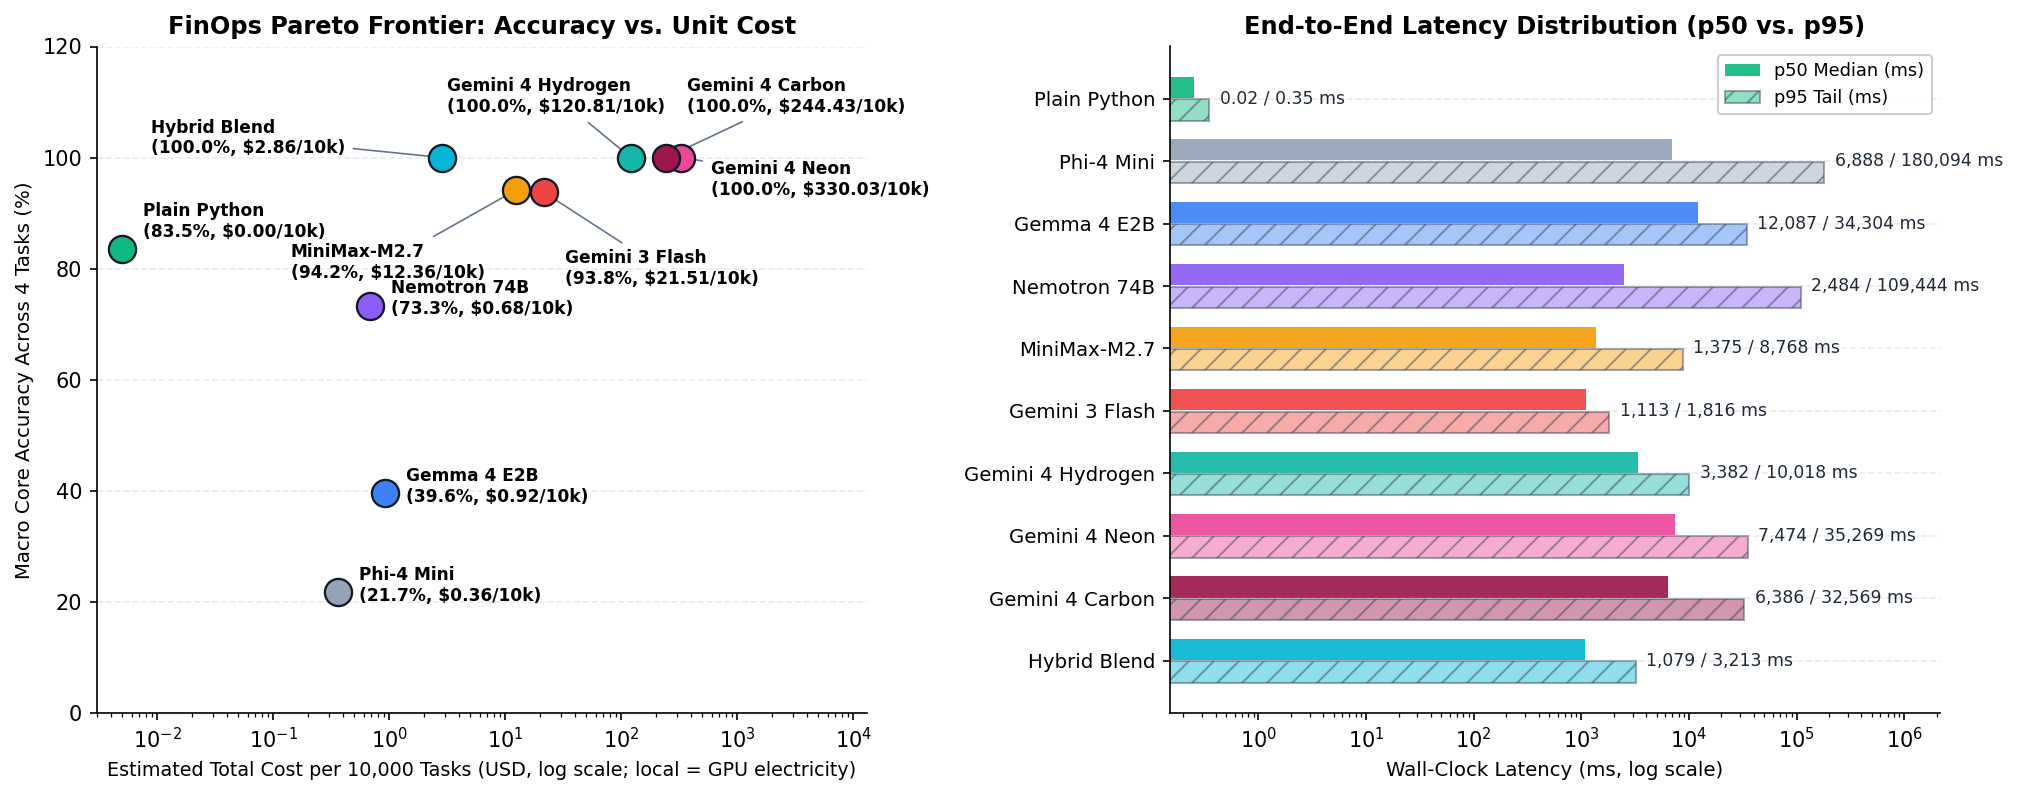 FinOps Pareto Frontier: Accuracy vs. Unit Cost
Macro Core Accuracy Across 4 Tasks (%)
120
100
80
60
40
20
0
Gemini 4 Hydrogen
(100.0%, $120.81/10k)
Gemini 4 Carbon
(100.0%, $244.43/10k)
Hybrid Blend
(100.0%, $2.86/10k)
Gemini 4 Neon
(100.0%, $330.03/10k)
Plain Python
(83.5%, $0.00/10k)
MiniMax-M2.7
(94.2%, $12.36/10k)
Gemini 3 Flash
(93.8%, $21.51/10k)
Nemotron 74B
(73.3%, $0.68/10k)
Gemma 4 E2B
(39.6%, $0.92/10k)
Phi-4 Mini
(21.7%, $0.36/10k)
10⁻² 10⁻¹ 10⁰ 10¹ 10² 10³ 10⁴
Estimated Total Cost per 10,000 Tasks (USD, log scale; local = GPU electricity)
End-to-End Latency Distribution (p50 vs. p95)
p50 Median (ms)
p95 Tail (ms)
Plain Python 0.02 / 0.35 ms
Phi-4 Mini 6,888 / 180,094 ms
Gemma 4 E2B 12,087 / 34,304 ms
Nemotron 74B 2,484 / 109,444 ms
MiniMax-M2.7 1,375 / 8,768 ms
Gemini 3 Flash 1,113 / 1,816 ms
Gemini 4 Hydrogen 3,382 / 10,018 ms
Gemini 4 Neon 7,474 / 35,269 ms
Gemini 4 Carbon 6,386 / 32,569 ms
Hybrid Blend 1,079 / 3,213 ms
10⁰ 10¹ 10² 10³ 10⁴ 10⁵ 10⁶
Wall-Clock Latency (ms, log scale)